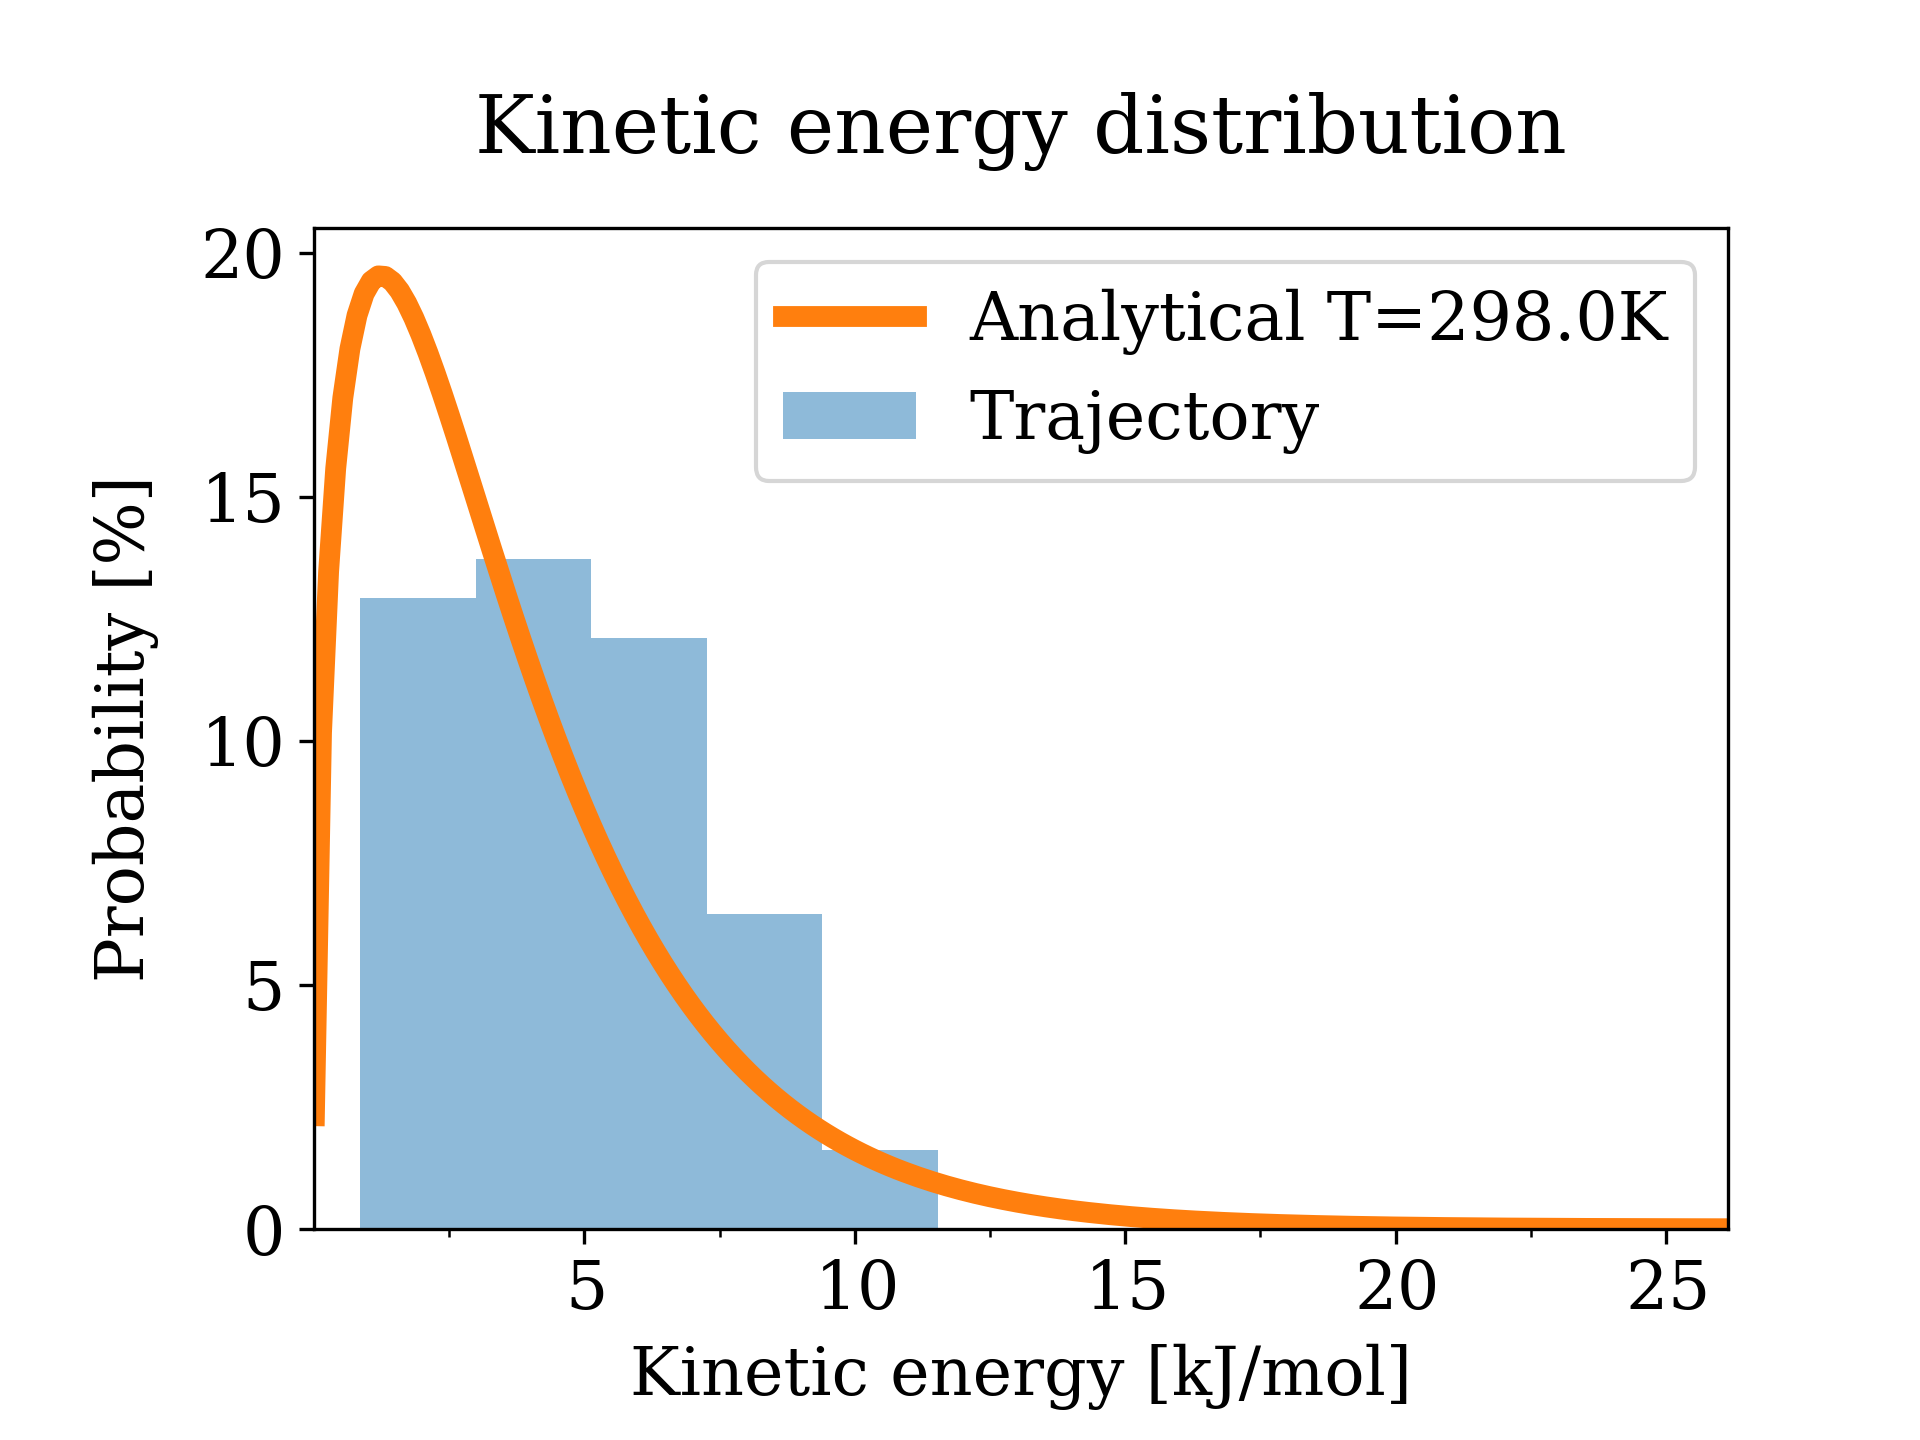 Kinetic energy distribution
Analytical T=298.0K
Trajectory
Probability [%]
20
15
10
5
0
5 10 15 20 25
Kinetic energy [kJ/mol]